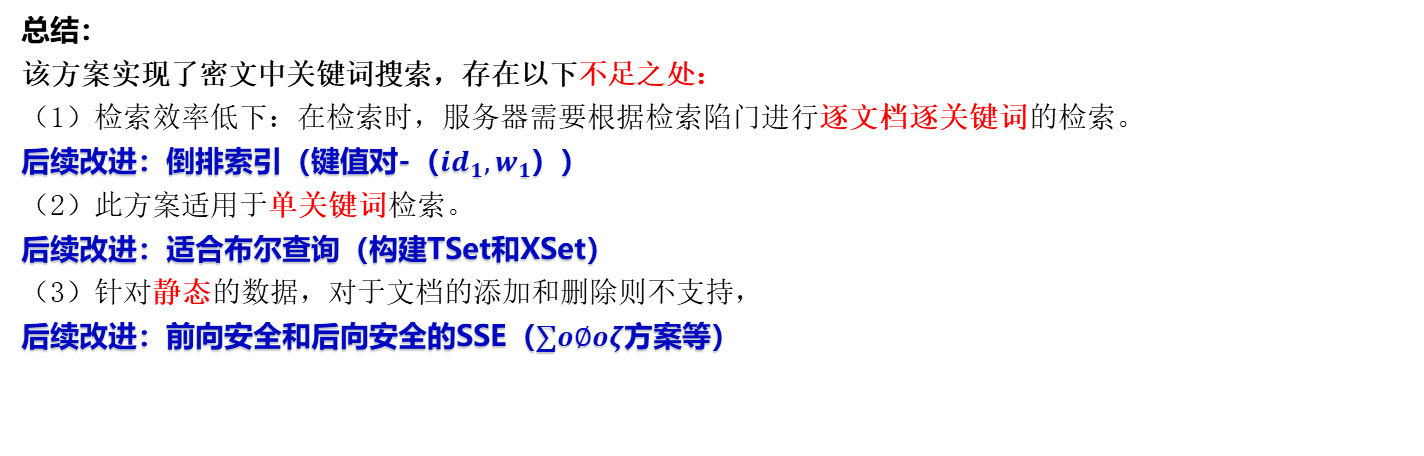 总结：
该方案实现了密文中关键词搜索，存在以下不足之处：
（1）检索效率低下：在检索时，服务器需要根据检索陷门进行逐文档逐关键词的检索。
后续改进：倒排索引（键值对-（id₁,w₁））
（2）此方案适用于单关键词检索。
后续改进：适合布尔查询（构建TSet和XSet）
（3）针对静态的数据，对于文档的添加和删除则不支持，
后续改进：前向安全和后向安全的SSE（∑o∅oζ方案等）